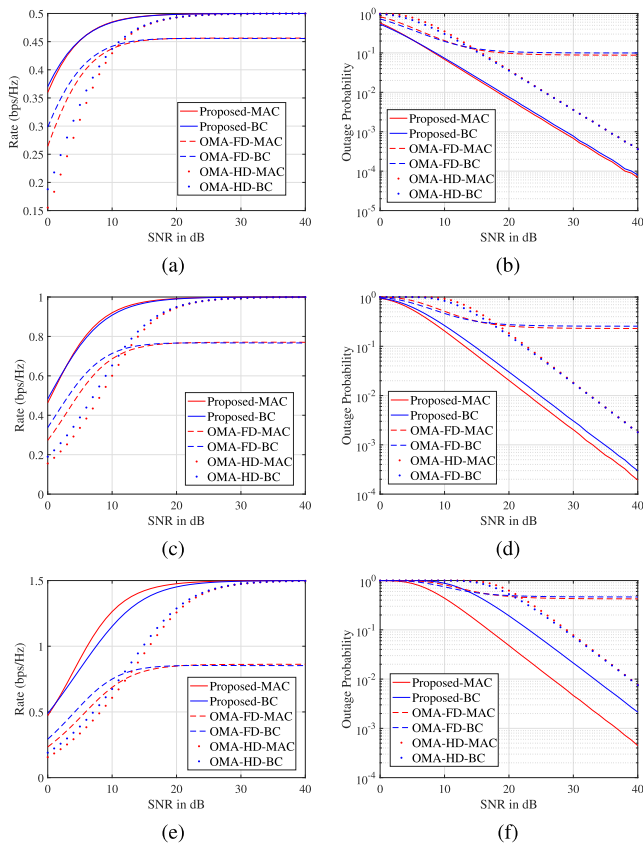 0.5
0.45
0.4
0.35
0.3
0.25
0.2
0.15
0 10 20 30 40
Rate (bps/Hz)
SNR in dB
Proposed-MAC
Proposed-BC
OMA-FD-MAC
OMA-FD-BC
OMA-HD-MAC
OMA-HD-BC
(a)
10^0
10^-1
10^-2
10^-3
10^-4
10^-5
0 10 20 30 40
Outage Probability
SNR in dB
Proposed-MAC
Proposed-BC
OMA-FD-MAC
OMA-FD-BC
OMA-HD-MAC
OMA-HD-BC
(b)
1
0.8
0.6
0.4
0.2
0
0 10 20 30 40
Rate (bps/Hz)
SNR in dB
Proposed-MAC
Proposed-BC
OMA-FD-MAC
OMA-FD-BC
OMA-HD-MAC
OMA-HD-BC
(c)
10^0
10^-1
10^-2
10^-3
10^-4
0 10 20 30 40
Outage Probability
SNR in dB
Proposed-MAC
Proposed-BC
OMA-FD-MAC
OMA-FD-BC
OMA-HD-MAC
OMA-FD-BC
(d)
1.5
1
0.5
0
0 10 20 30 40
Rate (bps/Hz)
SNR in dB
Proposed-MAC
Proposed-BC
OMA-FD-MAC
OMA-FD-BC
OMA-HD-MAC
OMA-HD-BC
(e)
10^0
10^-1
10^-2
10^-3
10^-4
0 10 20 30 40
Outage Probability
SNR in dB
Proposed-MAC
Proposed-BC
OMA-FD-MAC
OMA-FD-BC
OMA-HD-MAC
OMA-HD-BC
(f)